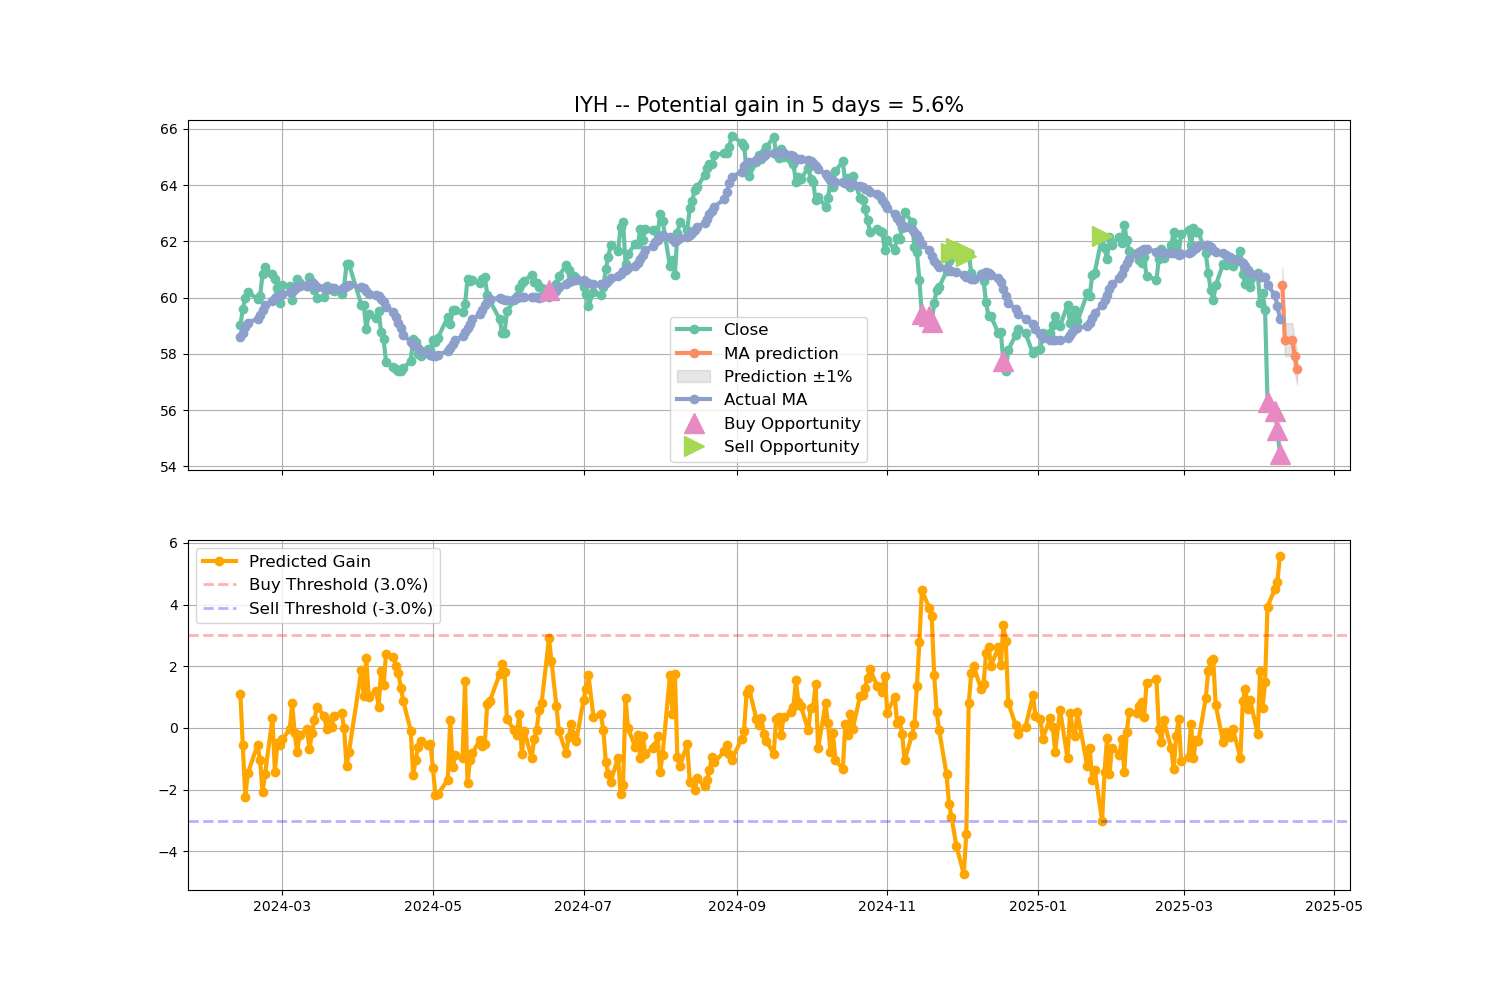 IYH -- Potential gain in 5 days = 5.6%
66
64
62
60
58
56
54
Close
MA prediction
Prediction ±1%
Actual MA
Buy Opportunity
Sell Opportunity
6
4
2
0
−2
−4
Predicted Gain
Buy Threshold (3.0%)
Sell Threshold (-3.0%)
2024-03
2024-05
2024-07
2024-09
2024-11
2025-01
2025-03
2025-05